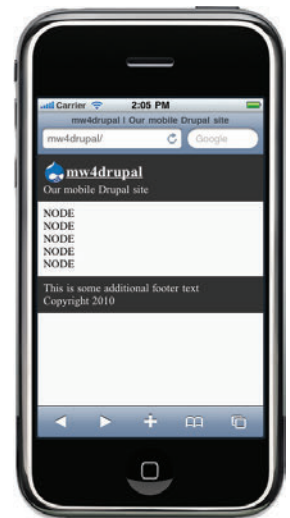 Carrier 2:05 PM
mw4drupal | Our mobile Drupal site
mw4drupal/ Google
mw4drupal
Our mobile Drupal site
NODE
NODE
NODE
NODE
NODE
This is some additional footer text
Copyright 2010